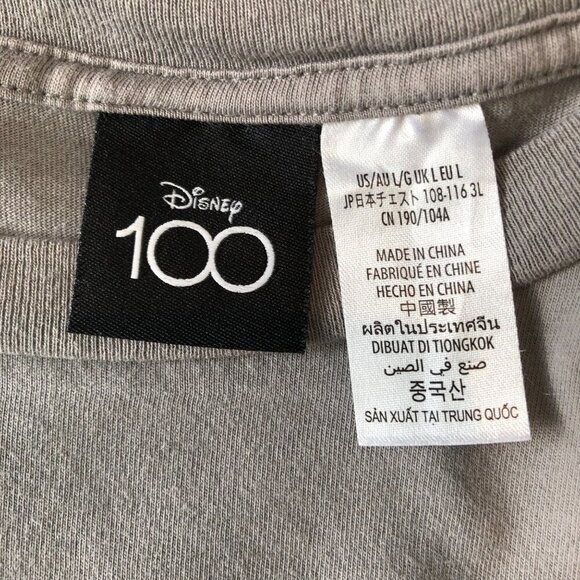 Disney
100
US/AU L/G UK L EU L
JP日本チェスト 108-116 3L
CN 190/104A
MADE IN CHINA
FABRIQUÉ EN CHINE
HECHO EN CHINA
中國製
ผลิตในประเทศจีน
DIBUAT DI TIONGKOK
صنع في الصين
중국산
SẢN XUẤT TẠI TRUNG QUỐC